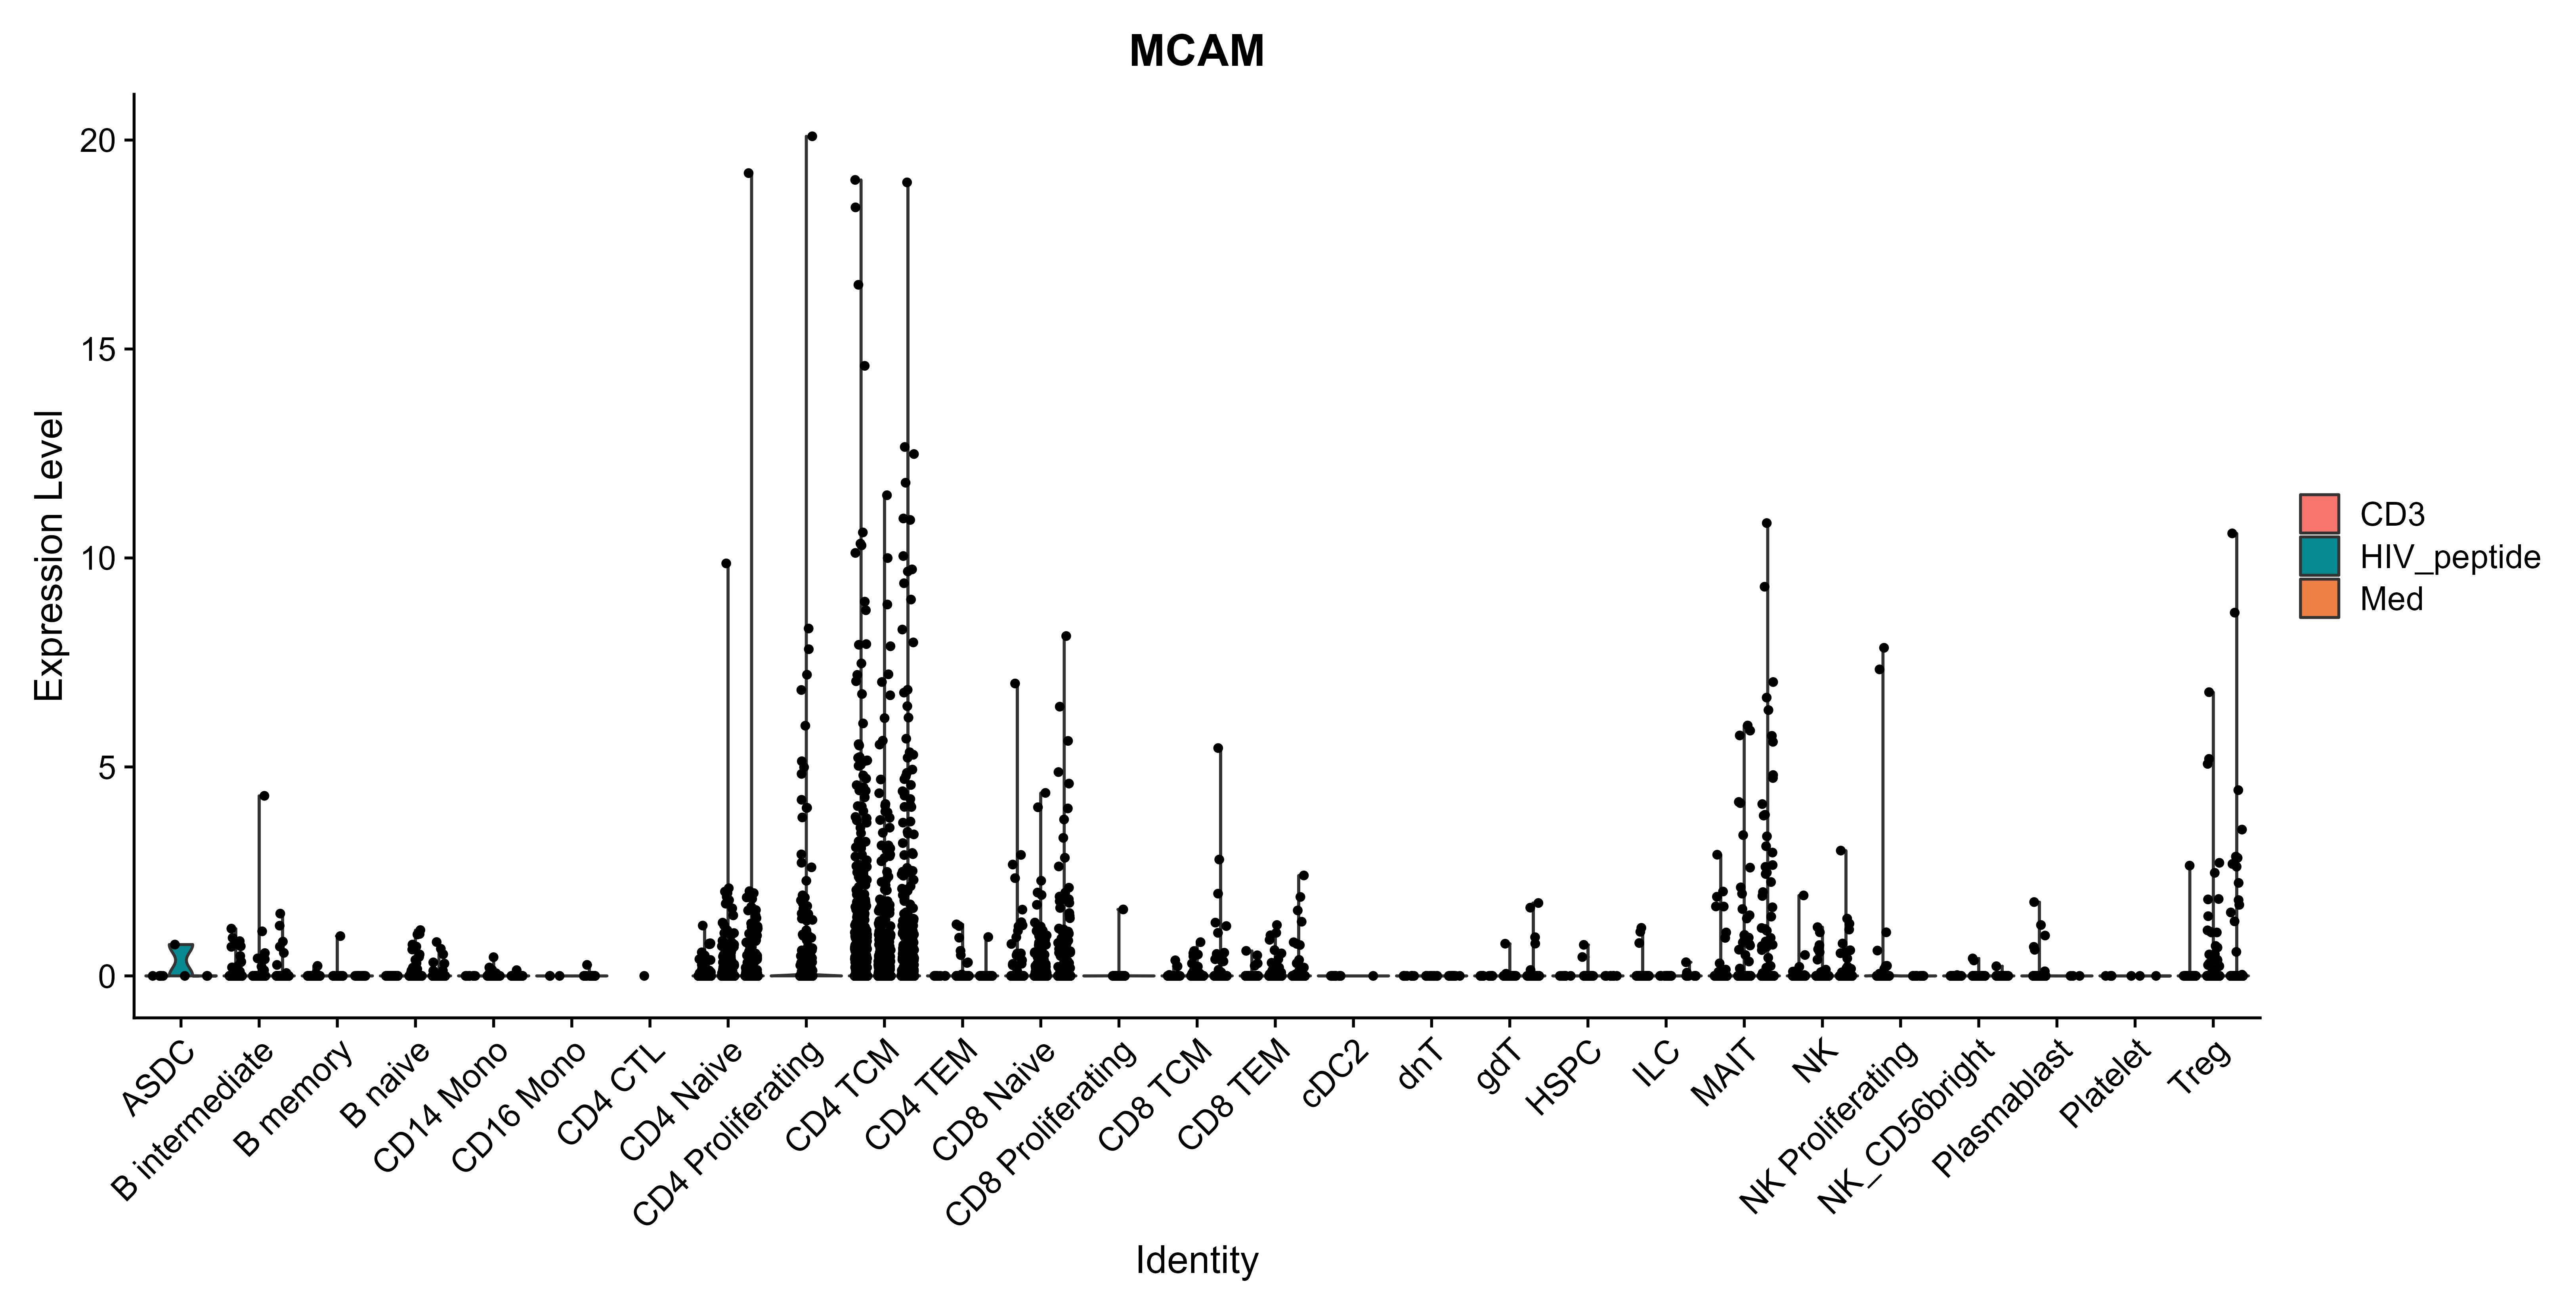 MCAM
20
15
10
5
0
Expression Level
ASDC
B intermediate
B memory
B naive
CD14 Mono
CD16 Mono
CD4 CTL
CD4 Naive
CD4 Proliferating
CD4 TCM
CD4 TEM
CD8 Naive
CD8 Proliferating
CD8 TCM
CD8 TEM
cDC2
dnT
gdT
HSPC
ILC
MAIT
NK
NK Proliferating
NK_CD56bright
Plasmablast
Platelet
Treg
Identity
CD3
HIV_peptide
Med